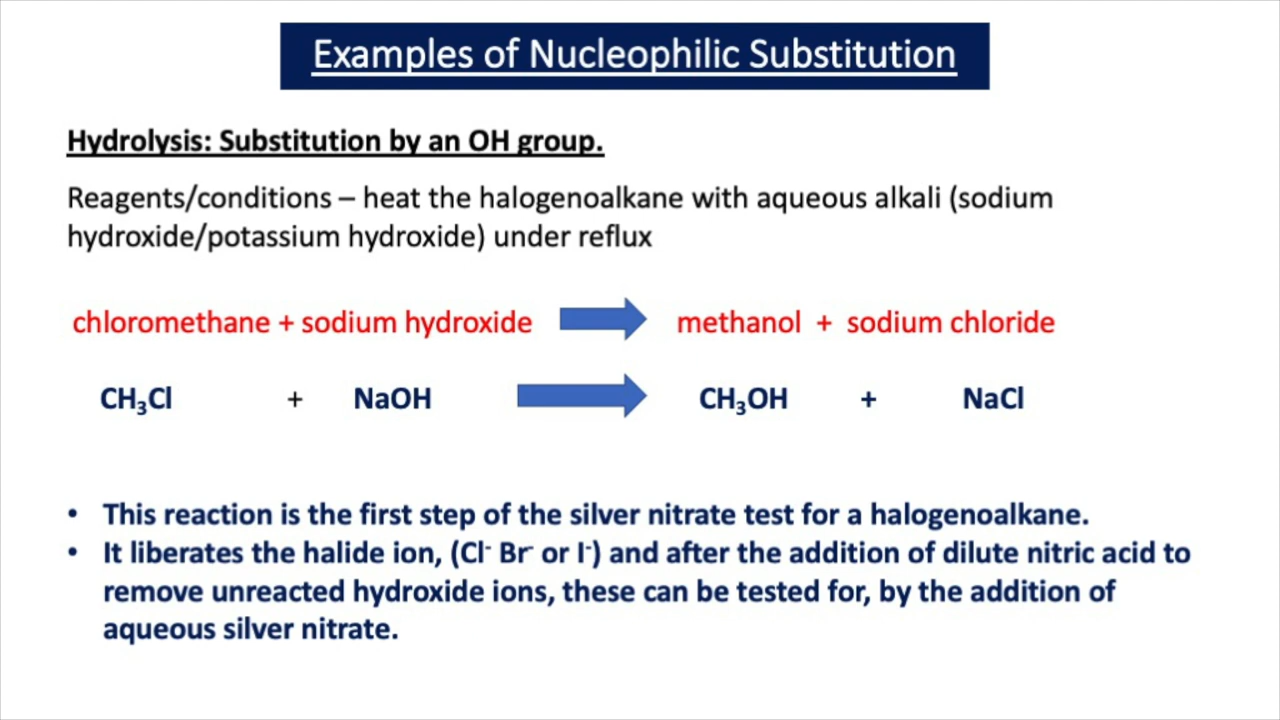 Examples of Nucleophilic Substitution
Hydrolysis: Substitution by an OH group.
Reagents/conditions – heat the halogenoalkane with aqueous alkali (sodium
hydroxide/potassium hydroxide) under reflux
chloromethane + sodium hydroxide methanol + sodium chloride
CH₃Cl + NaOH CH₃OH + NaCl
• This reaction is the first step of the silver nitrate test for a halogenoalkane.
• It liberates the halide ion, (Cl⁻ Br⁻ or I⁻) and after the addition of dilute nitric acid to
remove unreacted hydroxide ions, these can be tested for, by the addition of
aqueous silver nitrate.